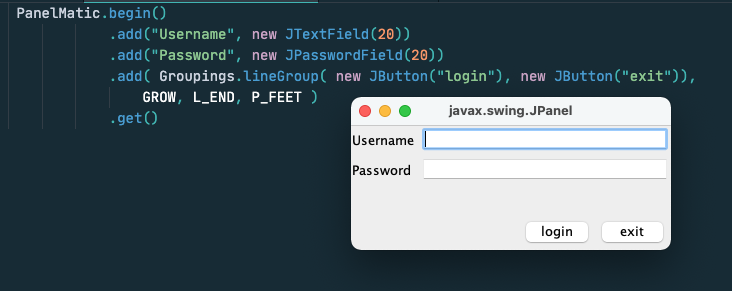 PanelMatic.begin()
.add("Username", new JTextField(20))
.add("Password", new JPasswordField(20))
.add( Groupings.lineGroup( new JButton("login"), new JButton("exit")),
GROW, L_END, P_FEET )
.get()
javax.swing.JPanel
Username
Password
login exit